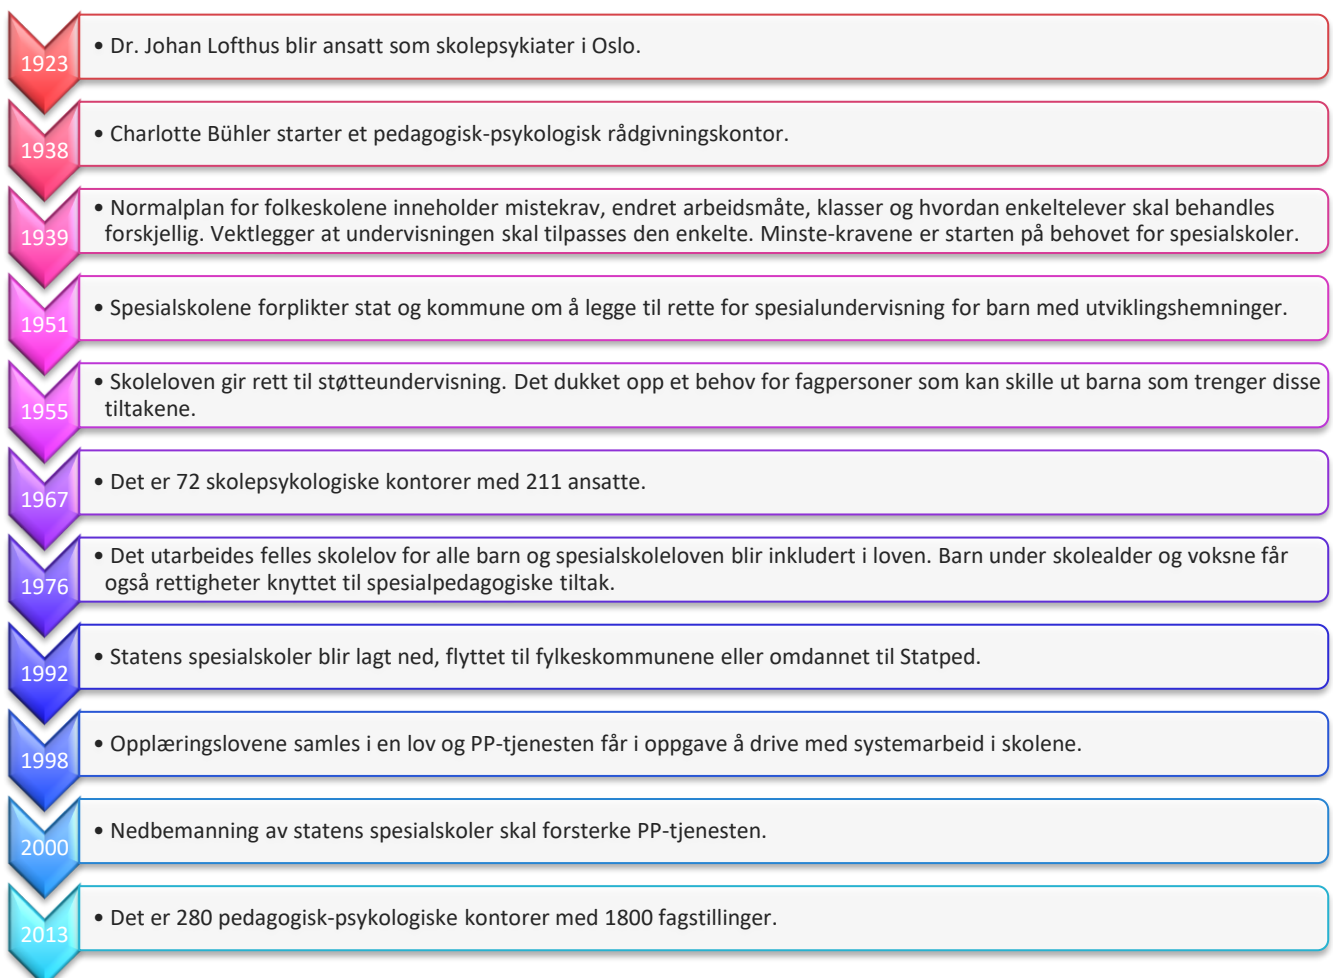 1923
• Dr. Johan Lofthus blir ansatt som skolepsykiater i Oslo.
1938
• Charlotte Bühler starter et pedagogisk-psykologisk rådgivningskontor.
1939
• Normalplan for folkeskolene inneholder mistekrav, endret arbeidsmåte, klasser og hvordan enkeltelever skal behandles
forskjellig. Vektlegger at undervisningen skal tilpasses den enkelte. Minste-kravene er starten på behovet for spesialskoler.
1951
• Spesialskolene forplikter stat og kommune om å legge til rette for spesialundervisning for barn med utviklingshemninger.
1955
• Skoleloven gir rett til støtteundervisning. Det dukket opp et behov for fagpersoner som kan skille ut barna som trenger disse
tiltakene.
1967
• Det er 72 skolepsykologiske kontorer med 211 ansatte.
1976
• Det utarbeides felles skolelov for alle barn og spesialskoleloven blir inkludert i loven. Barn under skolealder og voksne får
også rettigheter knyttet til spesialpedagogiske tiltak.
1992
• Statens spesialskoler blir lagt ned, flyttet til fylkeskommunene eller omdannet til Statped.
1998
• Opplæringslovene samles i en lov og PP-tjenesten får i oppgave å drive med systemarbeid i skolene.
2000
• Nedbemanning av statens spesialskoler skal forsterke PP-tjenesten.
2013
• Det er 280 pedagogisk-psykologiske kontorer med 1800 fagstillinger.